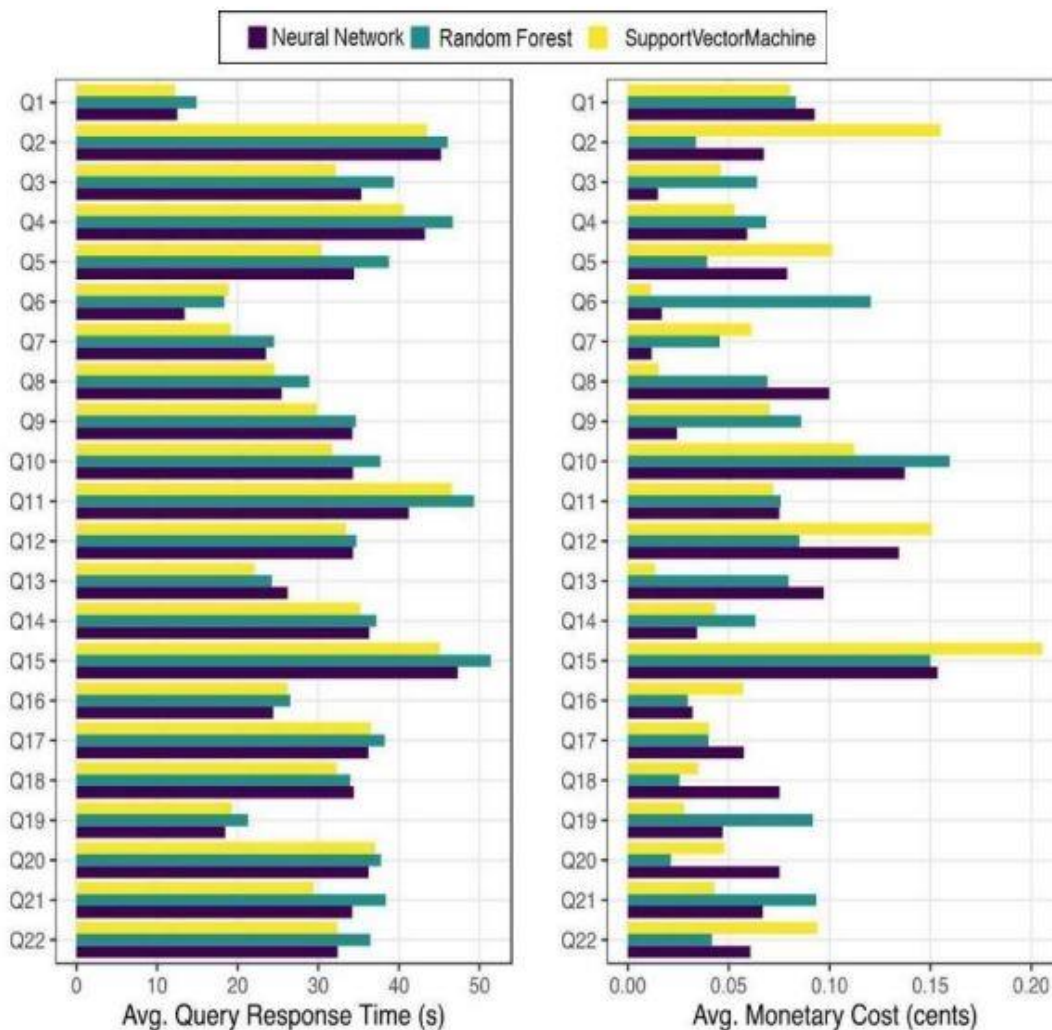 Neural Network Random Forest SupportVectorMachine
Q1
Q2
Q3
Q4
Q5
Q6
Q7
Q8
Q9
Q10
Q11
Q12
Q13
Q14
Q15
Q16
Q17
Q18
Q19
Q20
Q21
Q22
0 10 20 30 40 50
Avg. Query Response Time (s)
Q1
Q2
Q3
Q4
Q5
Q6
Q7
Q8
Q9
Q10
Q11
Q12
Q13
Q14
Q15
Q16
Q17
Q18
Q19
Q20
Q21
Q22
0.00 0.05 0.10 0.15 0.20
Avg. Monetary Cost (cents)